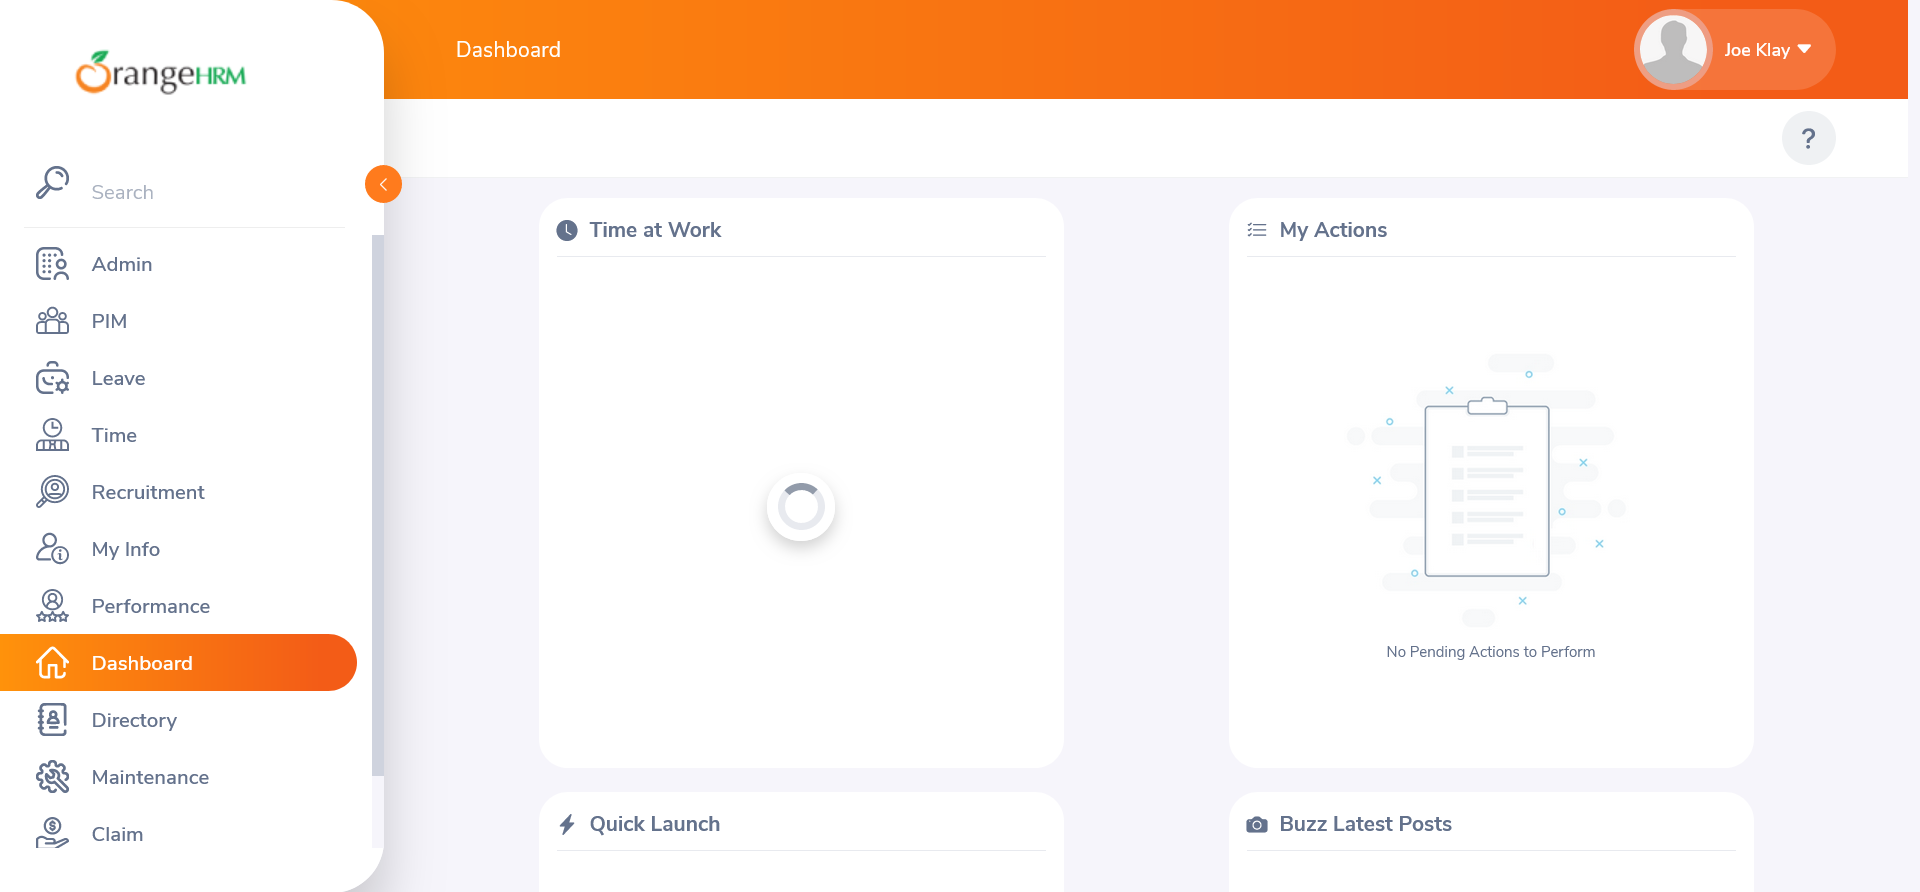 OrangeHRM
Dashboard
Joe Klay
?
Search
Admin
PIM
Leave
Time
Recruitment
My Info
Performance
Dashboard
Directory
Maintenance
Claim
Time at Work
My Actions
No Pending Actions to Perform
Quick Launch
Buzz Latest Posts